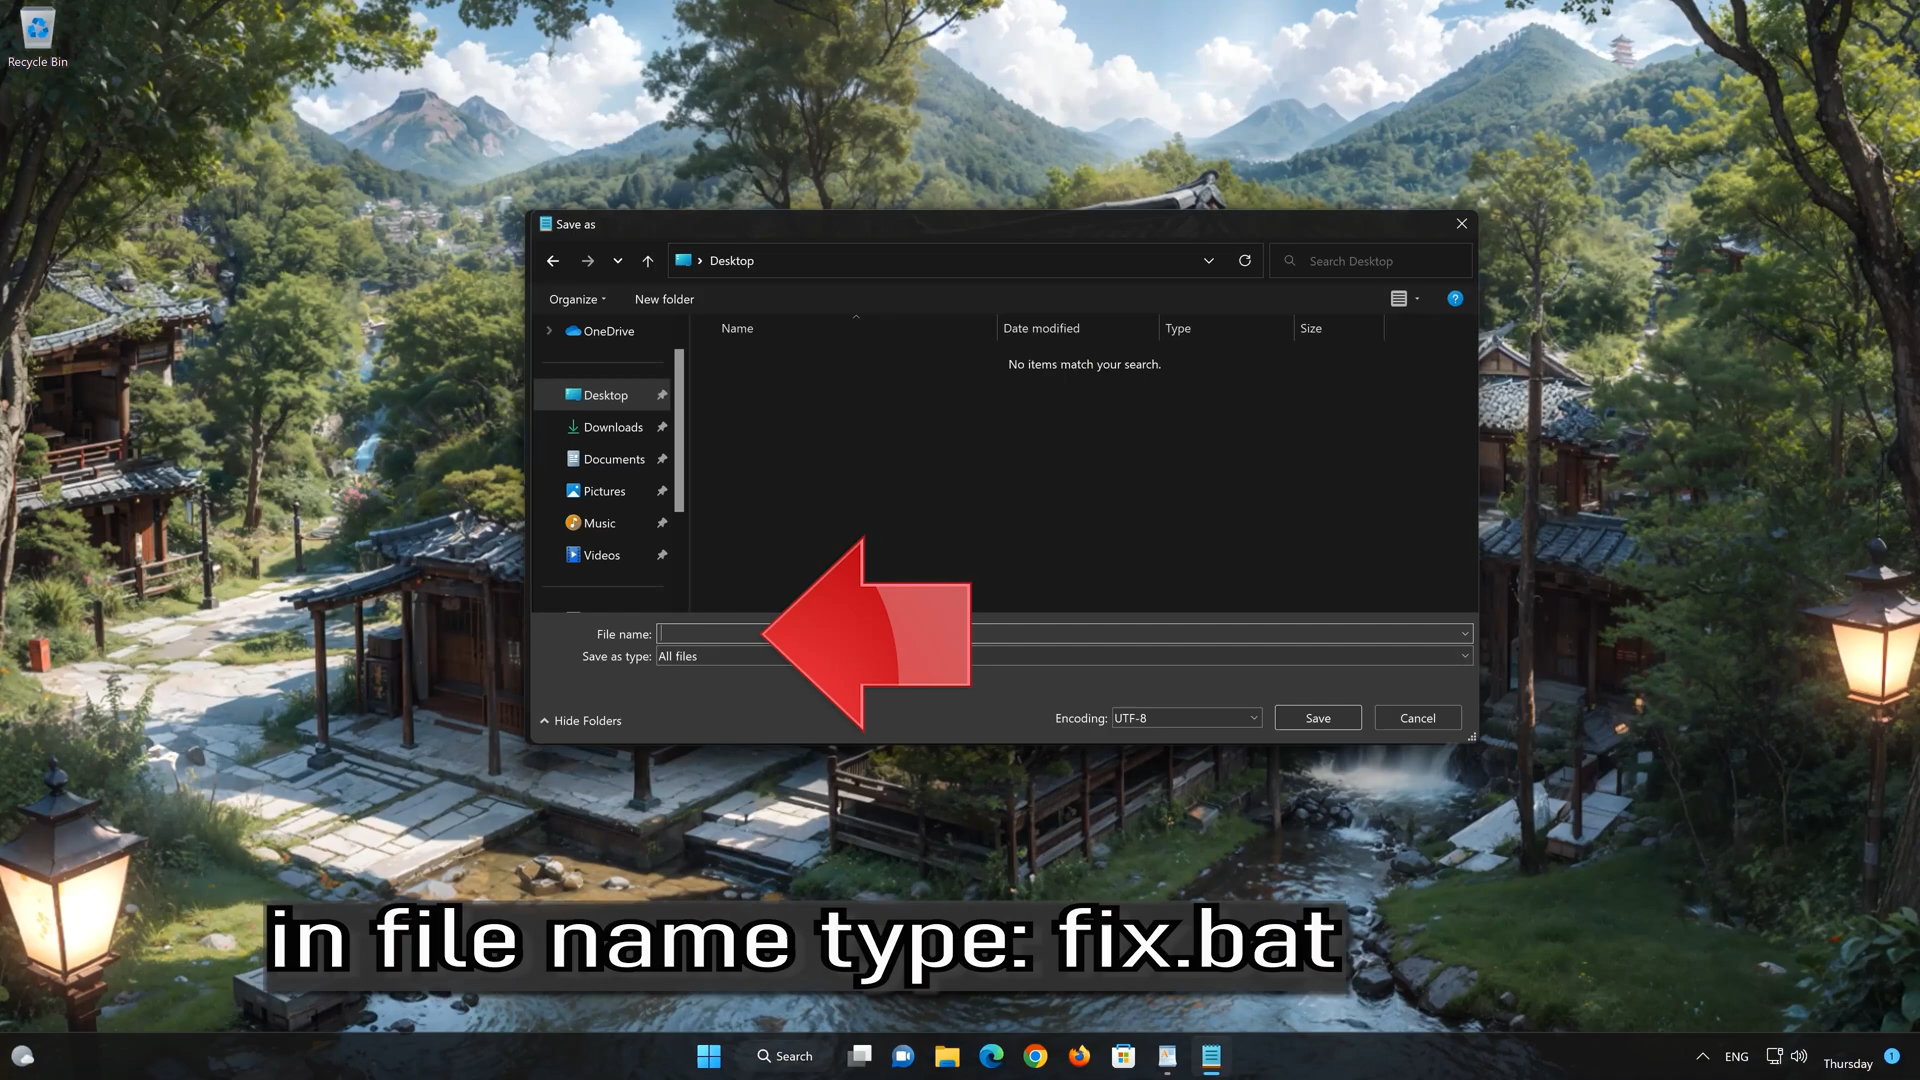 Recycle Bin
Save as
Desktop
Search Desktop
Organize
New folder
OneDrive
Name
Date modified
Type
Size
No items match your search.
Desktop
Downloads
Documents
Pictures
Music
Videos
File name:
Save as type: All files
Hide Folders
Encoding: UTF-8
Save
Cancel
in file name type: fix.bat
Search
ENG
Thursday
1